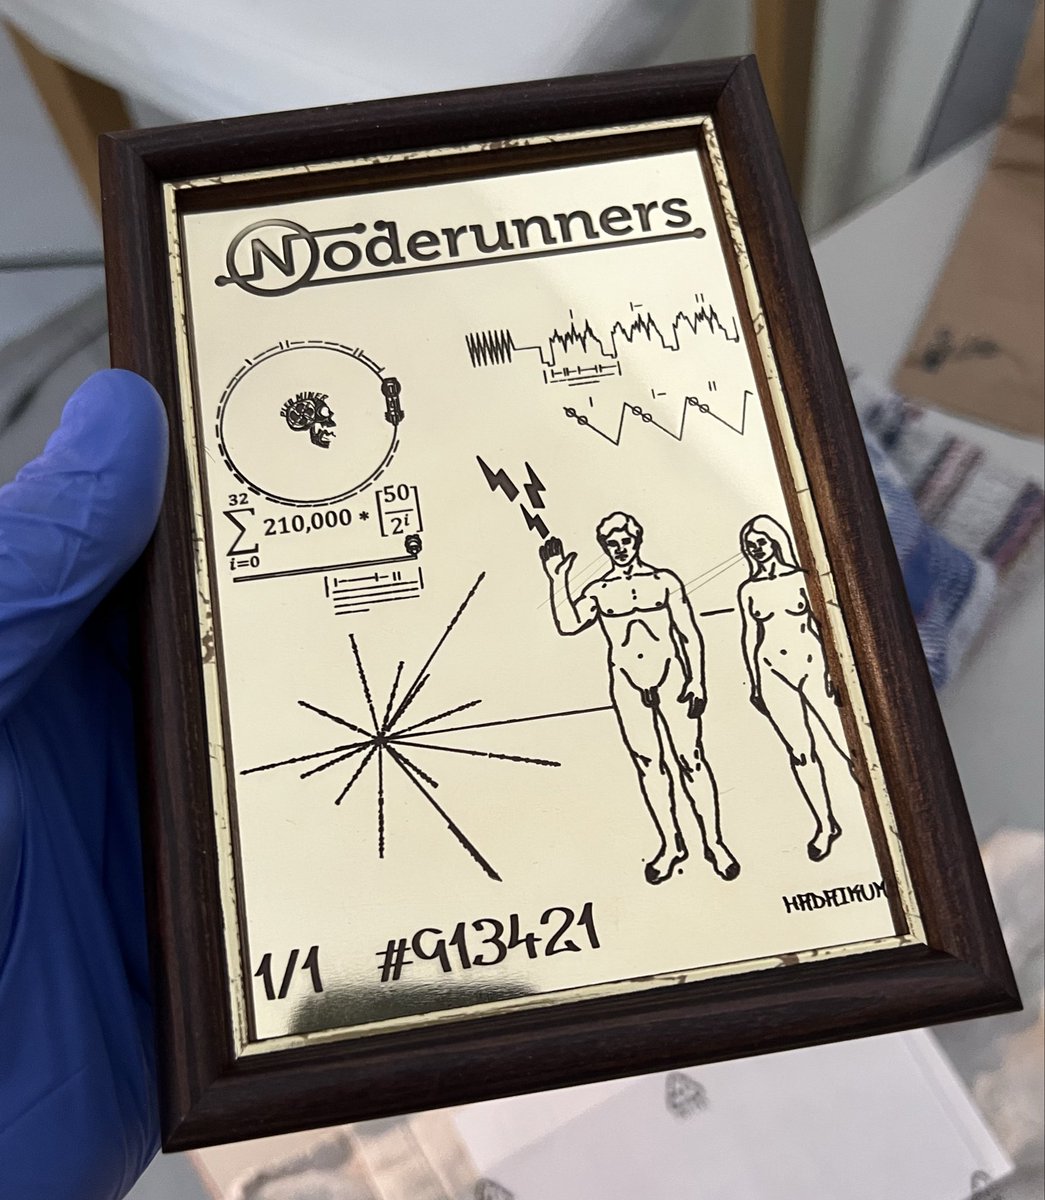 Noderunners
32
∑ 210,000 * [50/2ⁱ]
i=0
1/1 #913421